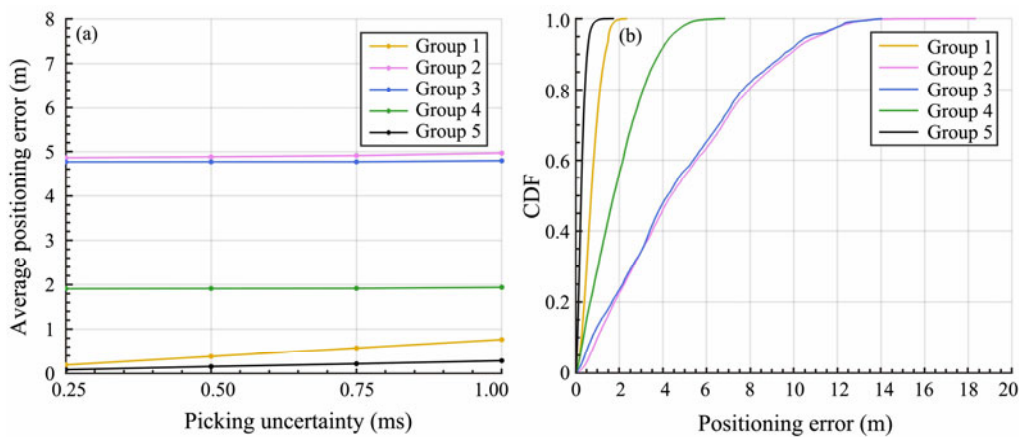 (a)
Average positioning error (m)
8
7
6
5
4
3
2
1
0
Group 1
Group 2
Group 3
Group 4
Group 5
0.25
0.50
0.75
1.00
Picking uncertainty (ms)
(b)
CDF
1.0
0.8
0.6
0.4
0.2
0
Group 1
Group 2
Group 3
Group 4
Group 5
0
2
4
6
8
10
12
14
16
18
20
Positioning error (m)